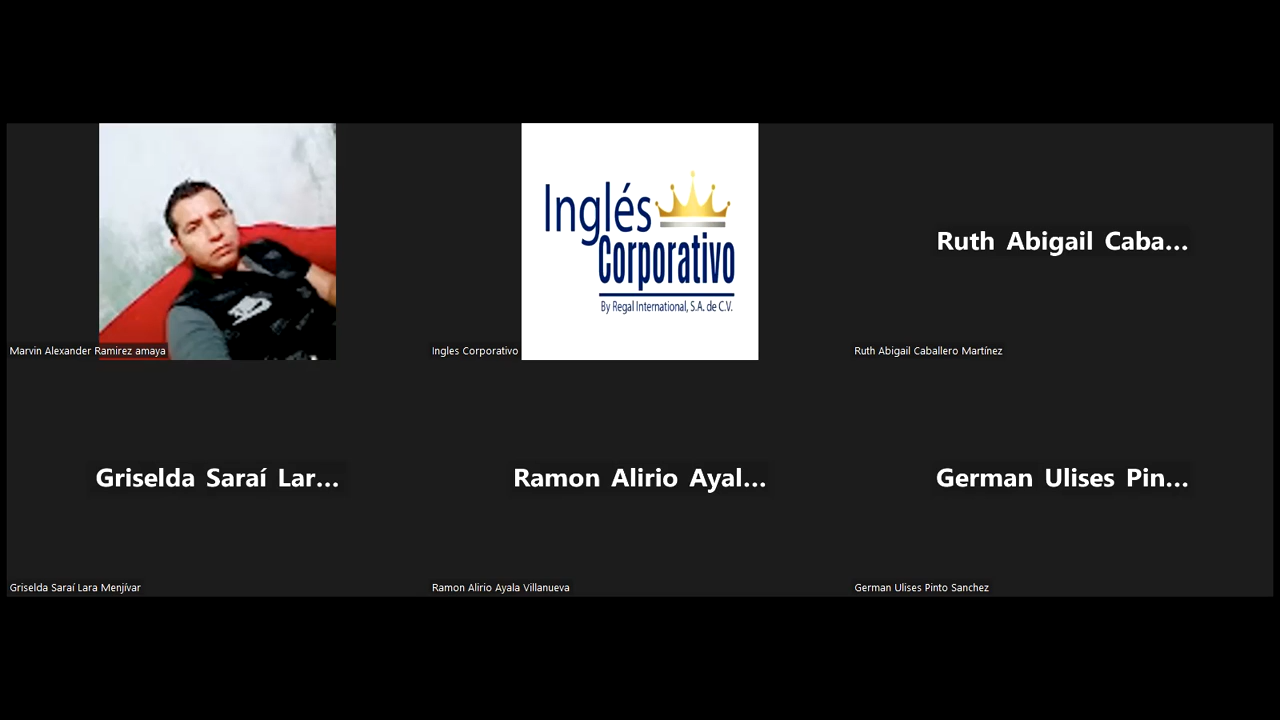 Inglés
Corporativo
By Regal International, S.A. de C.V.
Ruth Abigail Caba...
Marvin Alexander Ramirez amaya
Ingles Corporativo
Ruth Abigail Caballero Martínez
Griselda Saraí Lar...
Ramon Alirio Ayal...
German Ulises Pin...
Griselda Saraí Lara Menjívar
Ramon Alirio Ayala Villanueva
German Ulises Pinto Sanchez